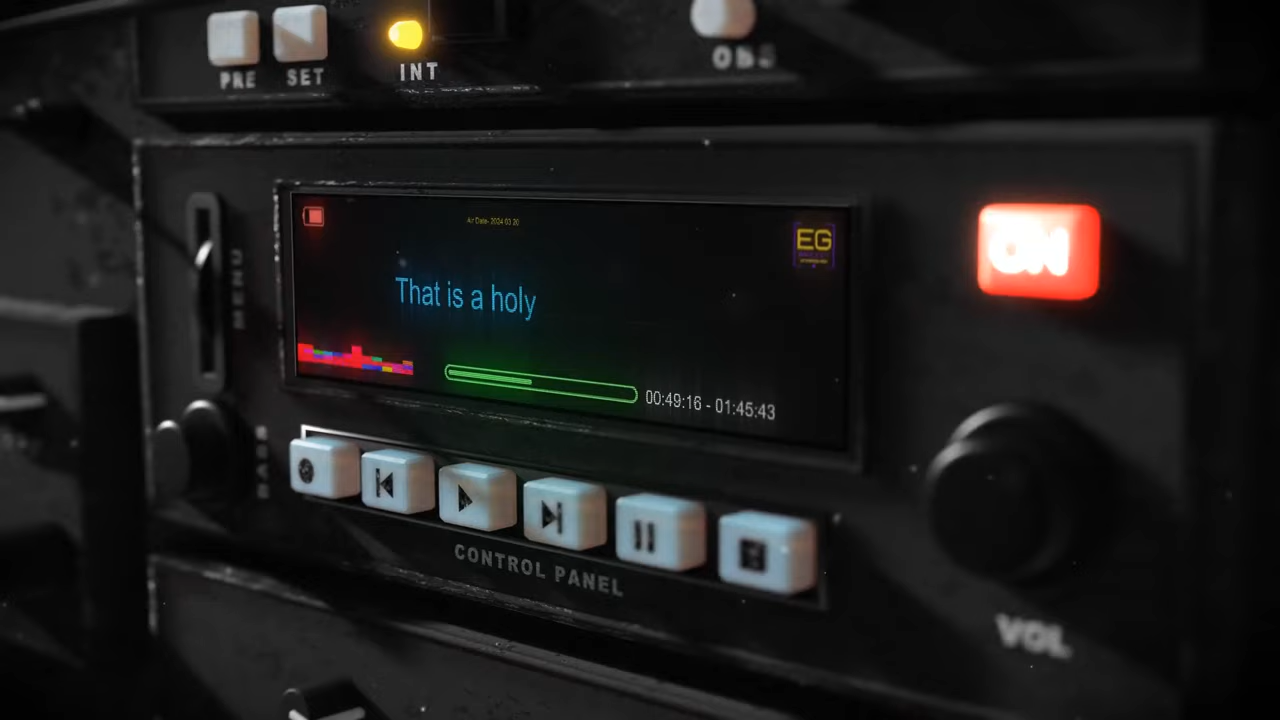 PRE
SET
INT
OBS
MENU
Air Date- 2024 03 20
EG
ON
That is a holy
00:49:16 - 01:45:43
BASS
CONTROL PANEL
VOL